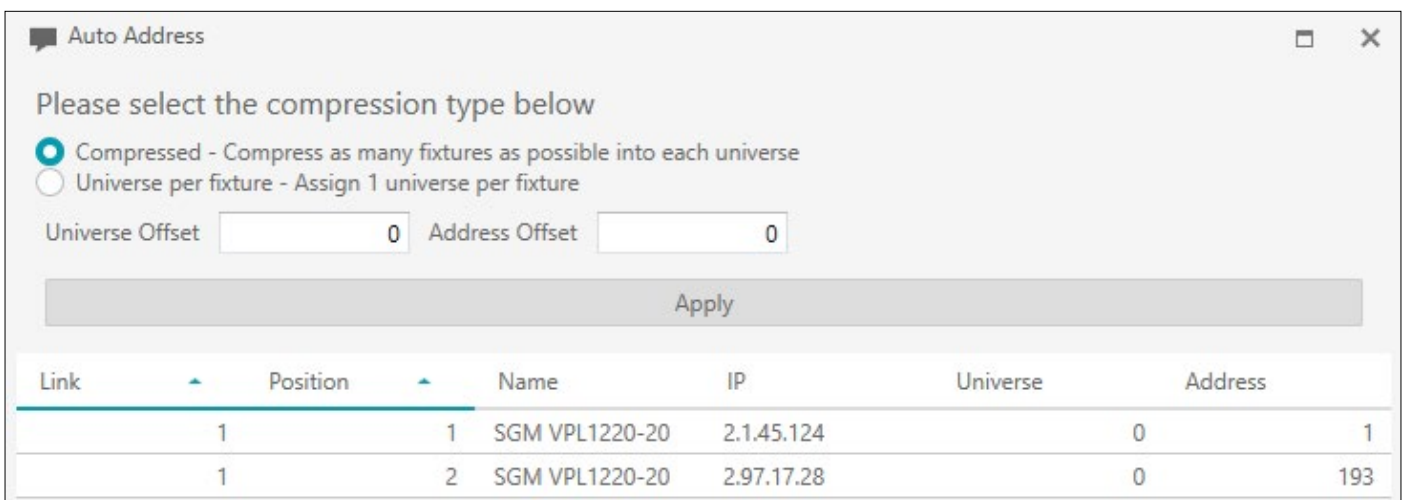 Auto Address
Please select the compression type below
Compressed - Compress as many fixtures as possible into each universe
Universe per fixture - Assign 1 universe per fixture
Universe Offset 0 Address Offset 0
Apply
Link Position Name IP Universe Address
1 1 SGM VPL1220-20 2.1.45.124 0 1
1 2 SGM VPL1220-20 2.97.17.28 0 193